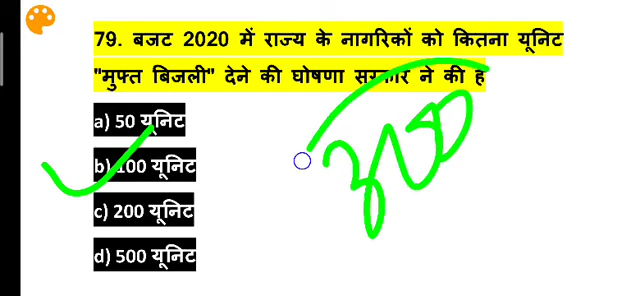 79. बजट 2020 में राज्य के नागरिकों को कितना यूनिट
"मुफ्त बिजली" देने की घोषणा सरकार ने की है
a) 50 यूनिट
b) 100 यूनिट
c) 200 यूनिट
d) 500 यूनिट